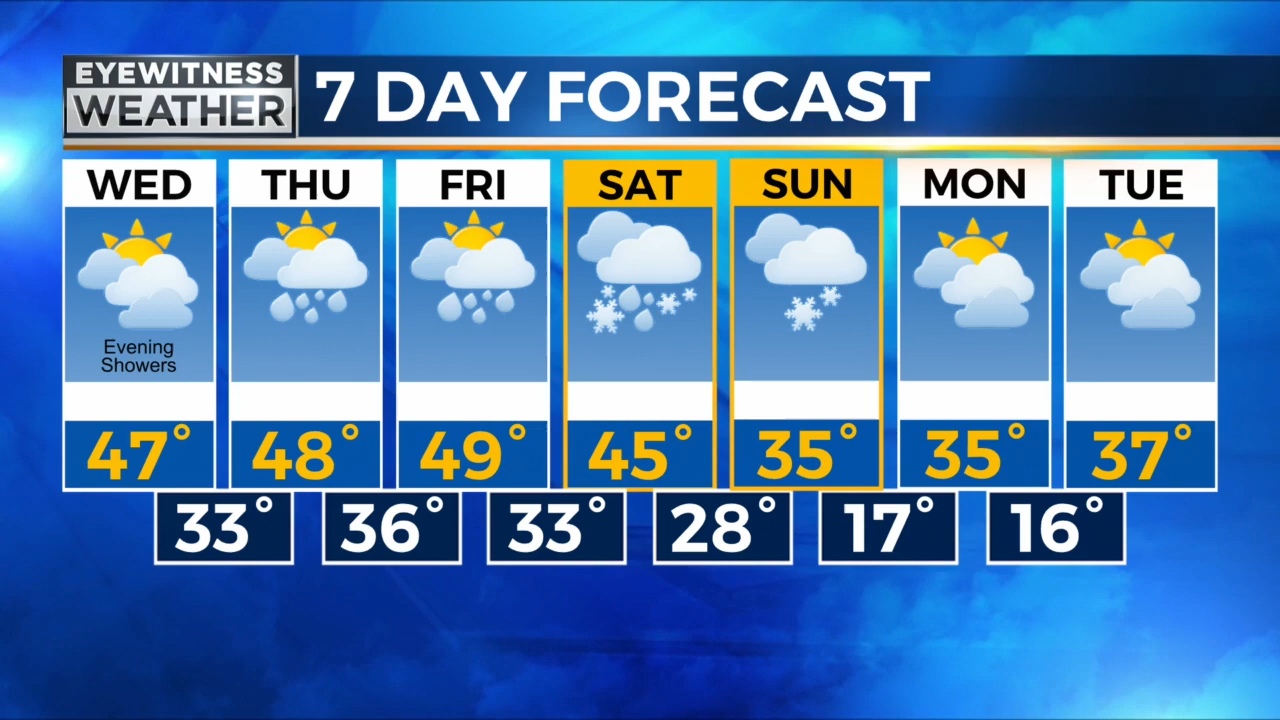 EYEWITNESS
WEATHER
7 DAY FORECAST
WED THU FRI SAT SUN MON TUE
Evening
Showers
47° 48° 49° 45° 35° 35° 37°
33° 36° 33° 28° 17° 16°